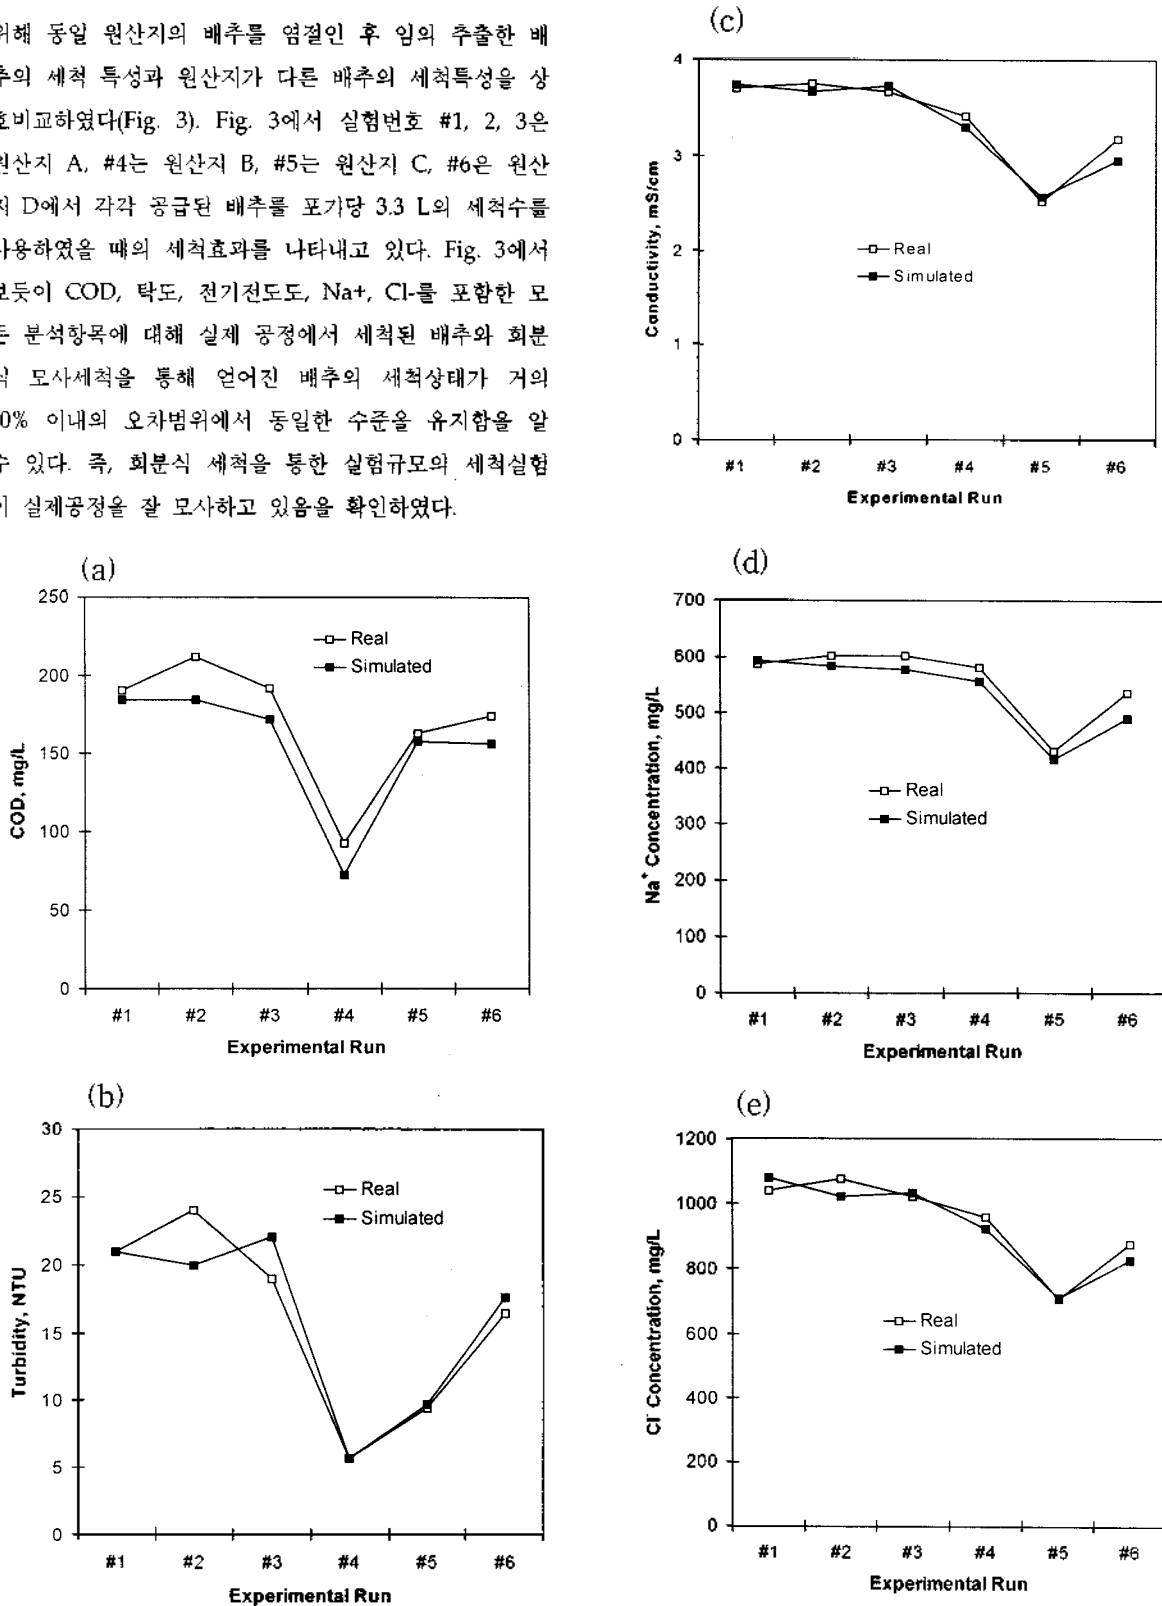 위해 동일 원산지의 배추를 염절인 후 임의 추출한 배
추의 세척 특성과 원산지가 다른 배추의 세척특성을 상
호비교하였다(Fig. 3). Fig. 3에서 실험번호 #1, 2, 3은
원산지 A, #4는 원산지 B, #5는 원산지 C, #6은 원산
지 D에서 각각 공급된 배추를 포기당 3.3 L의 세척수를
사용하였을 때의 세척효과를 나타내고 있다. Fig. 3에서
보듯이 COD, 탁도, 전기전도도, Na+, Cl-를 포함한 모
든 분석항목에 대해 실제 공정에서 세척된 배추와 회분
식 모사세척을 통해 얻어진 배추의 세척상태가 거의
0% 이내의 오차범위에서 동일한 수준을 유지함을 알
수 있다. 즉, 회분식 세척을 통한 실험규모의 세척실험
이 실제공정을 잘 모사하고 있음을 확인하였다.
(a)
250
200
150
100
50
0
COD, mg/L
Real
Simulated
#1 #2 #3 #4 #5 #6
Experimental Run
(b)
30
25
20
15
10
5
0
Turbidity, NTU
Real
Simulated
#1 #2 #3 #4 #5 #6
Experimental Run
(c)
4
3
2
1
0
Conductivity, mS/cm
Real
Simulated
#1 #2 #3 #4 #5 #6
Experimental Run
(d)
700
600
500
400
300
200
100
0
Na⁺ Concentration, mg/L
Real
Simulated
#1 #2 #3 #4 #5 #6
Experimental Run
(e)
1200
1000
800
600
400
200
0
Cl⁻ Concentration, mg/L
Real
Simulated
#1 #2 #3 #4 #5 #6
Experimental Run